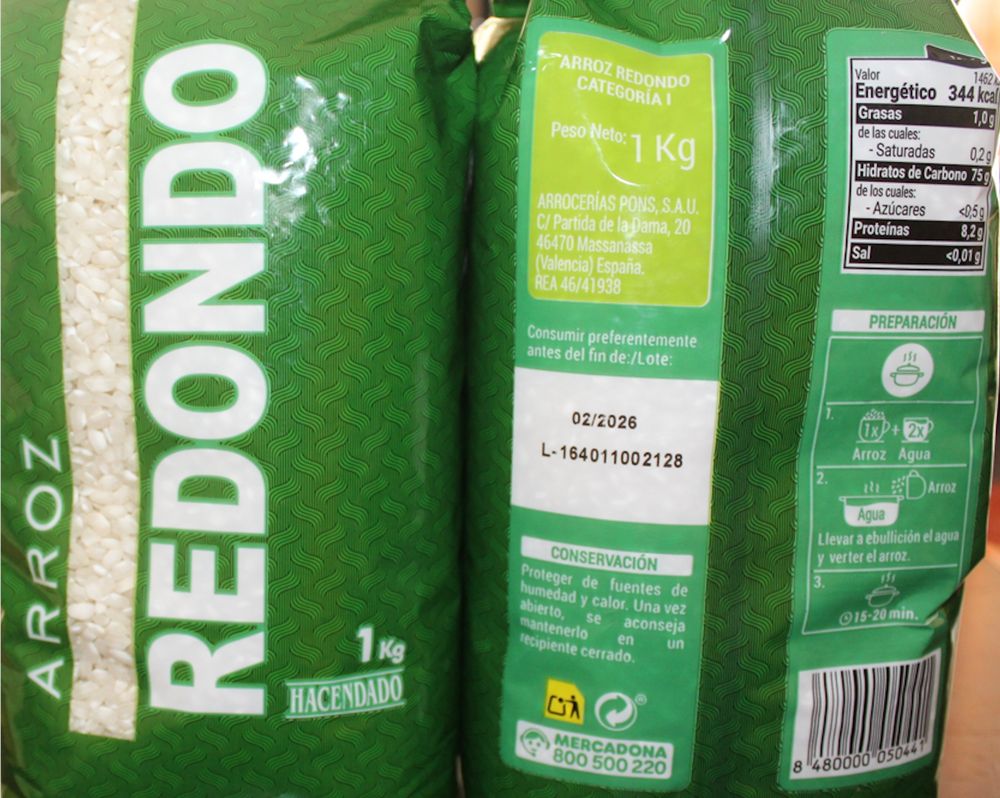 ARROZ
REDONDO
1 Kg
HACENDADO
ARROZ REDONDO
CATEGORÍA I
Peso Neto: 1 Kg
ARROCERÍAS PONS, S.A.U.
C/ Partida de la Dama, 20
46470 Massanassa
(Valencia) España.
REA 46/41938
Consumir preferentemente
antes del fin de:/Lote:
02/2026
L-164011002128
CONSERVACIÓN
Proteger de fuentes de
humedad y calor. Una vez
abierto, se aconseja
mantenerlo en un
recipiente cerrado.
MERCADONA
800 500 220
Valor 1462
Energético 344 kcal
Grasas 1,0 g
de las cuales:
- Saturadas 0,2 g
Hidratos de Carbono 75 g
de los cuales:
- Azúcares <0,5 g
Proteínas 8,2 g
Sal <0,01 g
PREPARACIÓN
1.
1x + 2x
Arroz Agua
2.
Arroz
Agua
Llevar a ebullición el agua
y verter el arroz.
3.
15-20 min.
8 480000 050441